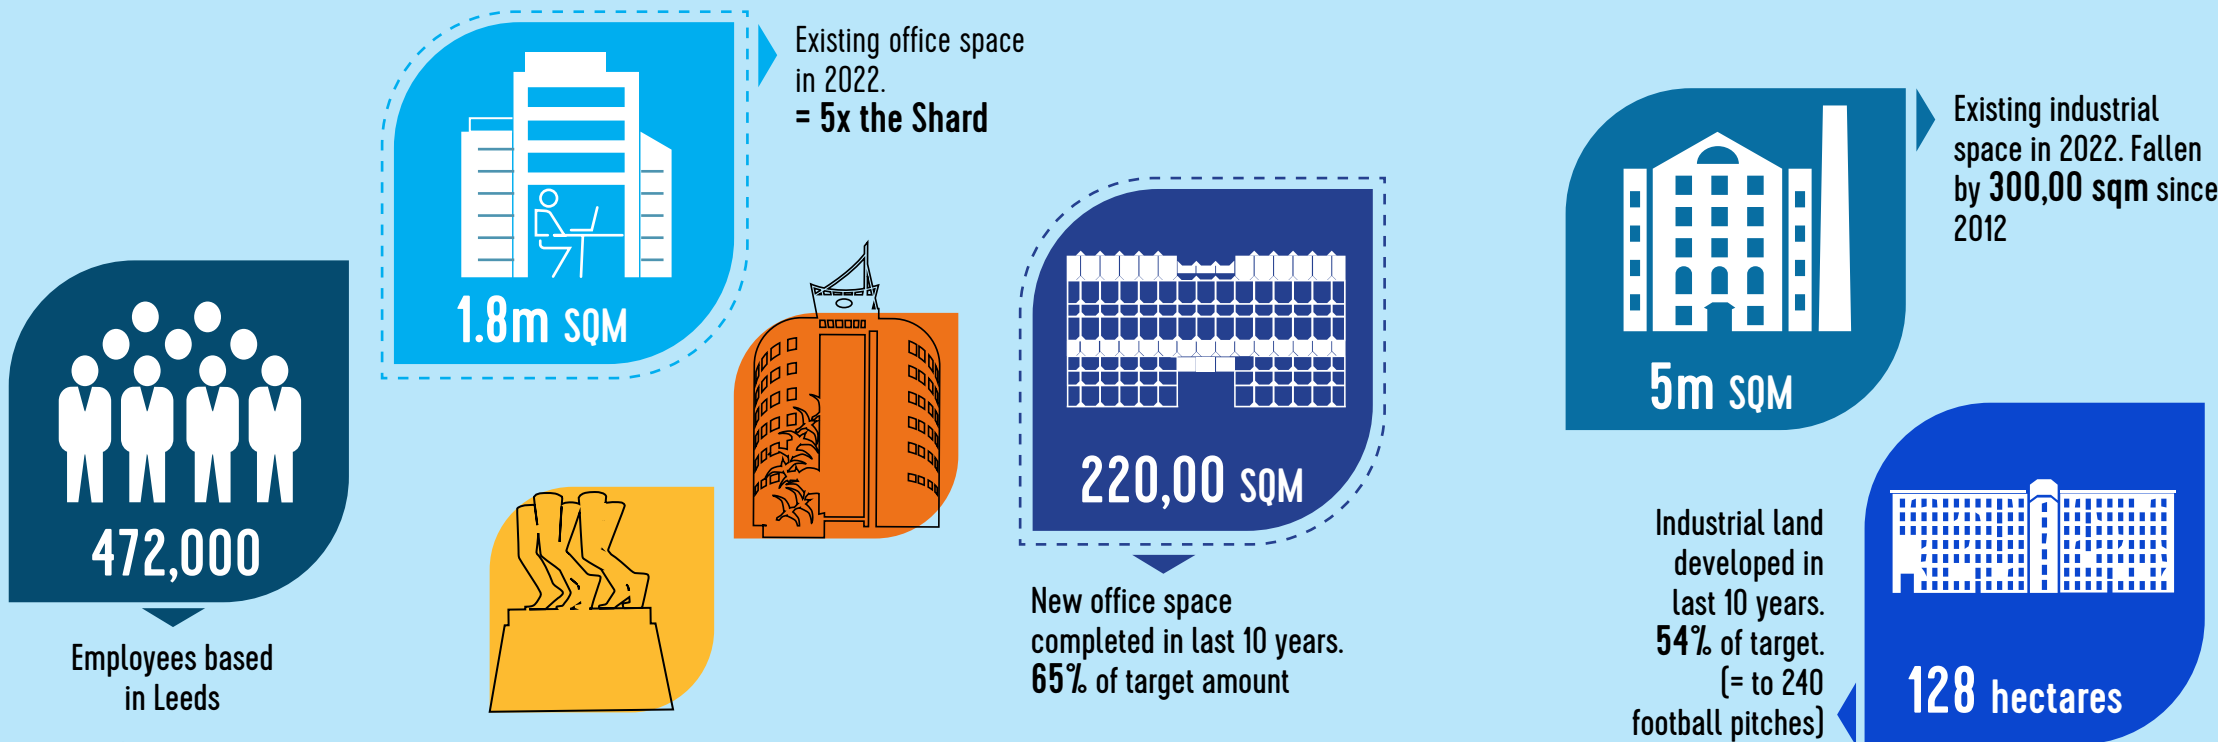 472,000
Employees based
in Leeds
1.8m SQM
Existing office space
in 2022.
= 5x the Shard
220,00 SQM
New office space
completed in last 10 years.
65% of target amount
5m SQM
Existing industrial
space in 2022. Fallen
by 300,00 sqm since
2012
Industrial land
developed in
last 10 years.
54% of target.
(= to 240
football pitches)
128 hectares